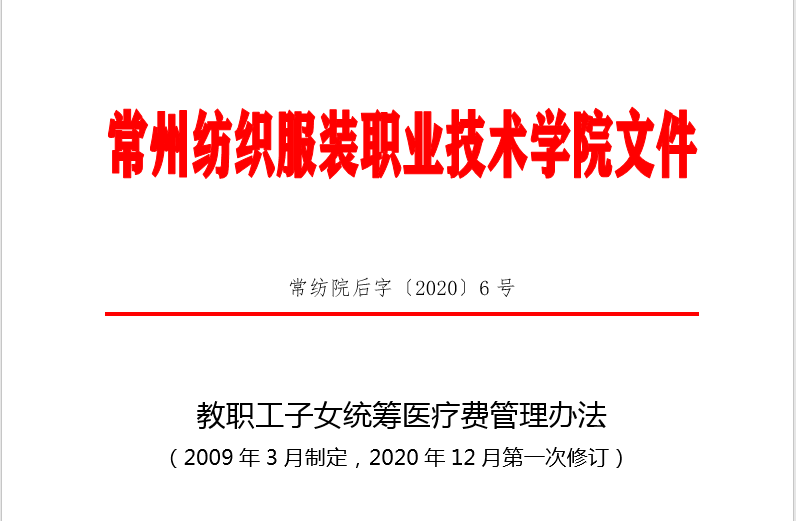 常州纺织服装职业技术学院文件
常纺院后字〔2020〕6 号
教职工子女统筹医疗费管理办法
（2009 年 3 月制定，2020 年 12 月第一次修订）